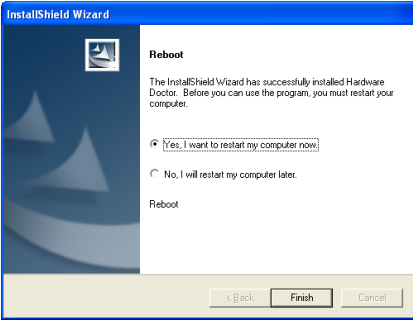 InstallShield Wizard
Reboot
The InstallShield Wizard has successfully installed Hardware
Doctor. Before you can use the program, you must restart your
computer.
Yes, I want to restart my computer now.
No, I will restart my computer later.
Reboot
< Back
Finish
Cancel